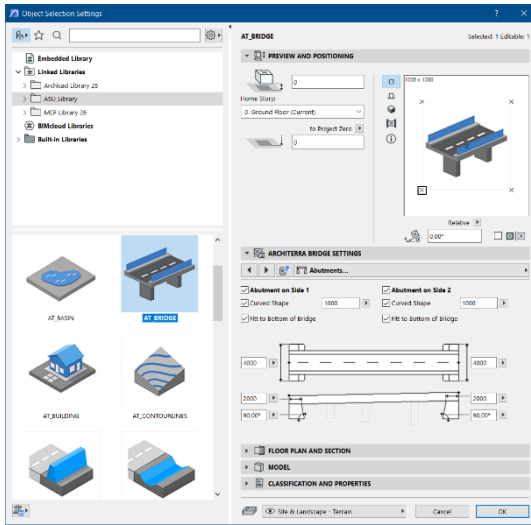 Object Selection Settings
Embedded Library
Linked Libraries
Archicad Library 26
ASU_Library
MEP Library 26
BIMcloud Libraries
Built-in Libraries
AT_BASIN
AT_BRIDGE
AT_BUILDING
AT_CONTOURLINES
AT_BRIDGE
Selected: 1 Editable: 1
PREVIEW AND POSITIONING
0
Home Story:
0. Ground Floor (Current)
to Project Zero
0
1000 x 1000
Relative
0,00°
ARCHITERRA BRIDGE SETTINGS
Abutments...
Abutment on Side 1
Abutment on Side 2
Curved Shape 1000
Curved Shape 1000
Fit to Bottom of Bridge
Fit to Bottom of Bridge
4000
4000
2000
2000
90,00°
90,00°
FLOOR PLAN AND SECTION
MODEL
CLASSIFICATION AND PROPERTIES
Site & Landscape - Terrain
Cancel
OK